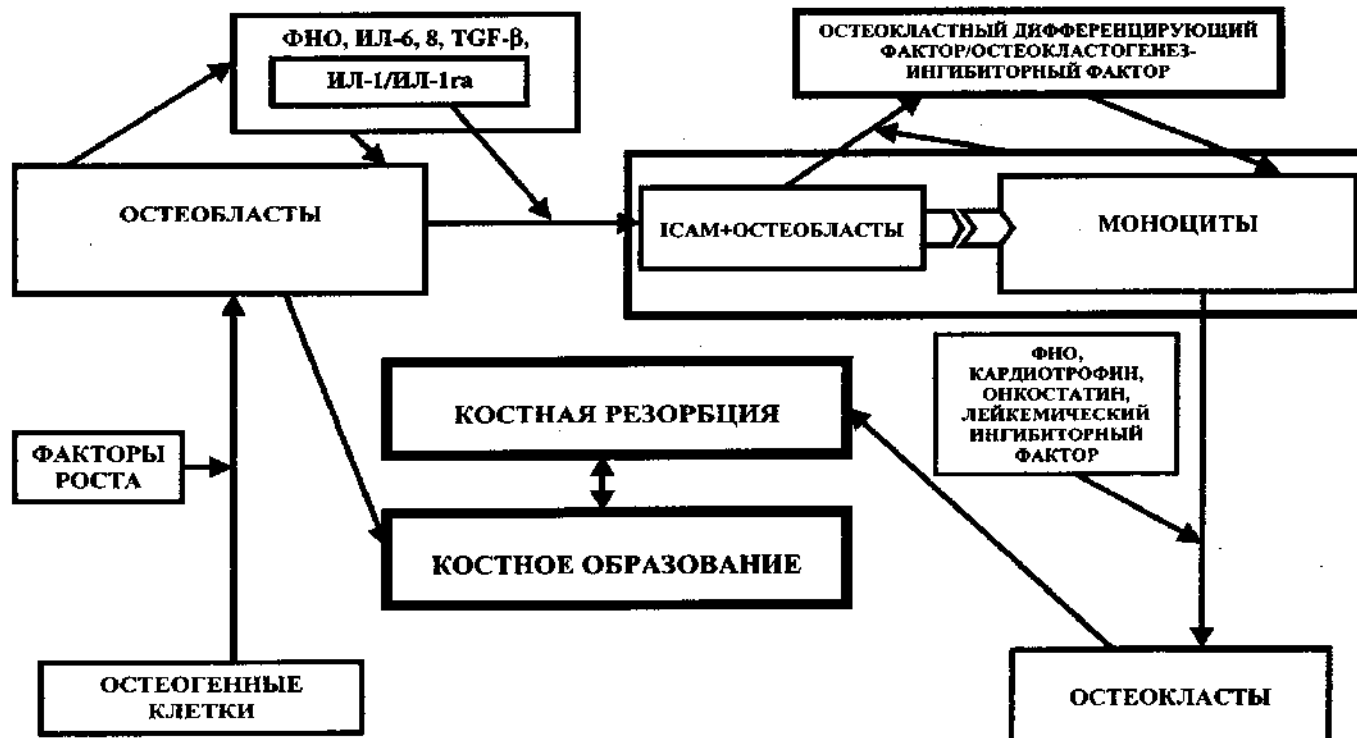 ФНО, ИЛ-6, 8, TGF-β,
ИЛ-1/ИЛ-1ra
ОСТЕОКЛАСТНЫЙ ДИФФЕРЕНЦИРУЮЩИЙ
ФАКТОР/ОСТЕОКЛАСТОГЕНЕЗ-
ИНГИБИТОРНЫЙ ФАКТОР
ОСТЕОБЛАСТЫ
ICAM+ОСТЕОБЛАСТЫ
МОНОЦИТЫ
ФНО,
КАРДИОТРОФИН,
ОНКОСТАТИН,
ЛЕЙКЕМИЧЕСКИЙ
ИНГИБИТОРНЫЙ
ФАКТОР
КОСТНАЯ РЕЗОРБЦИЯ
ФАКТОРЫ
РОСТА
КОСТНОЕ ОБРАЗОВАНИЕ
ОСТЕОГЕННЫЕ
КЛЕТКИ
ОСТЕОКЛАСТЫ